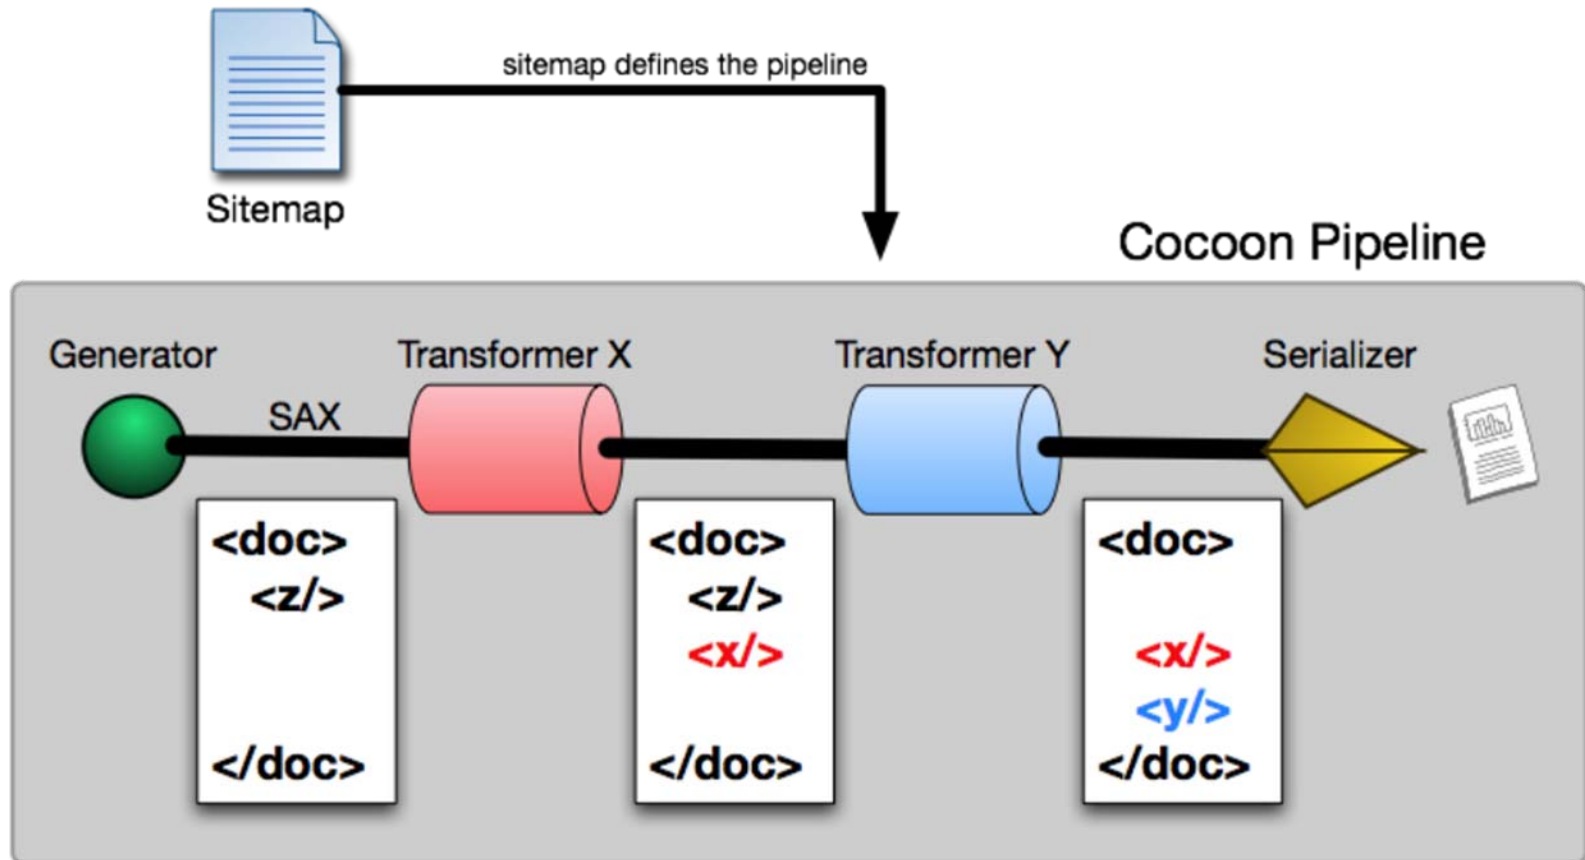 sitemap defines the pipeline
Sitemap
Cocoon Pipeline
Generator
Transformer X
Transformer Y
Serializer
SAX
<doc>
<z/>
</doc>
<doc>
<z/>
<x/>
</doc>
<doc>
<x/>
<y/>
</doc>